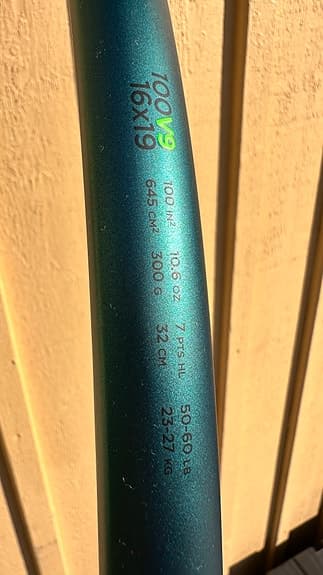 100V9
16x19
100 IN² 10.6 OZ 7 PTS HL 50-60 LB
645 CM² 300 G 32 CM 23-27 KG